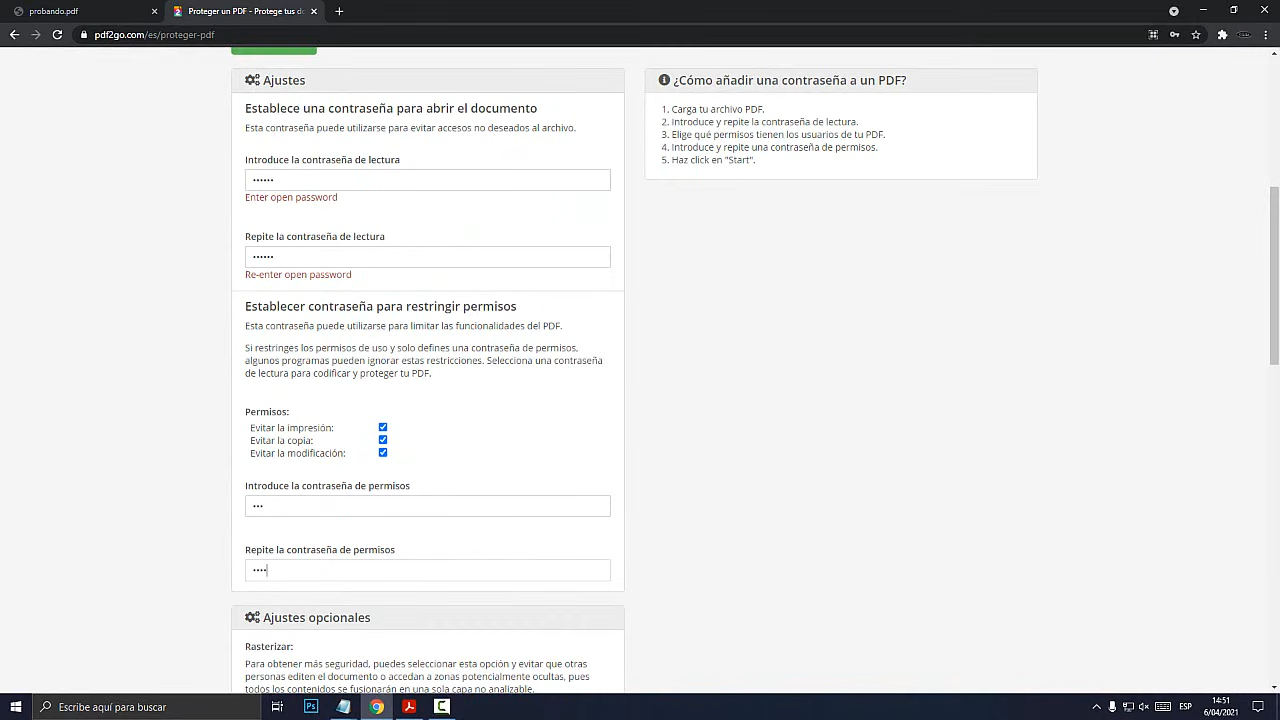 probando.pdf
Proteger un PDF - Protege tus do
pdf2go.com/es/proteger-pdf
Ajustes
Establece una contraseña para abrir el documento
Esta contraseña puede utilizarse para evitar accesos no deseados al archivo.
Introduce la contraseña de lectura
••••••
Enter open password
Repite la contraseña de lectura
••••••
Re-enter open password
Establecer contraseña para restringir permisos
Esta contraseña puede utilizarse para limitar las funcionalidades del PDF.
Si restringes los permisos de uso y solo defines una contraseña de permisos,
algunos programas pueden ignorar estas restricciones. Selecciona una contraseña
de lectura para codificar y proteger tu PDF.
Permisos:
Evitar la impresión:
Evitar la copia:
Evitar la modificación:
Introduce la contraseña de permisos
•••
Repite la contraseña de permisos
••••
Ajustes opcionales
Rasterizar:
Para obtener más seguridad, puedes seleccionar esta opción y evitar que otras
personas editen el documento o accedan a zonas potencialmente ocultas, pues
todos los contenidos se fusionarán en una sola capa no analizable.
¿Cómo añadir una contraseña a un PDF?
1. Carga tu archivo PDF.
2. Introduce y repite la contraseña de lectura.
3. Elige qué permisos tienen los usuarios de tu PDF.
4. Introduce y repite una contraseña de permisos.
5. Haz click en "Start".
Escribe aquí para buscar
Ps
ESP
14:51
6/04/2021